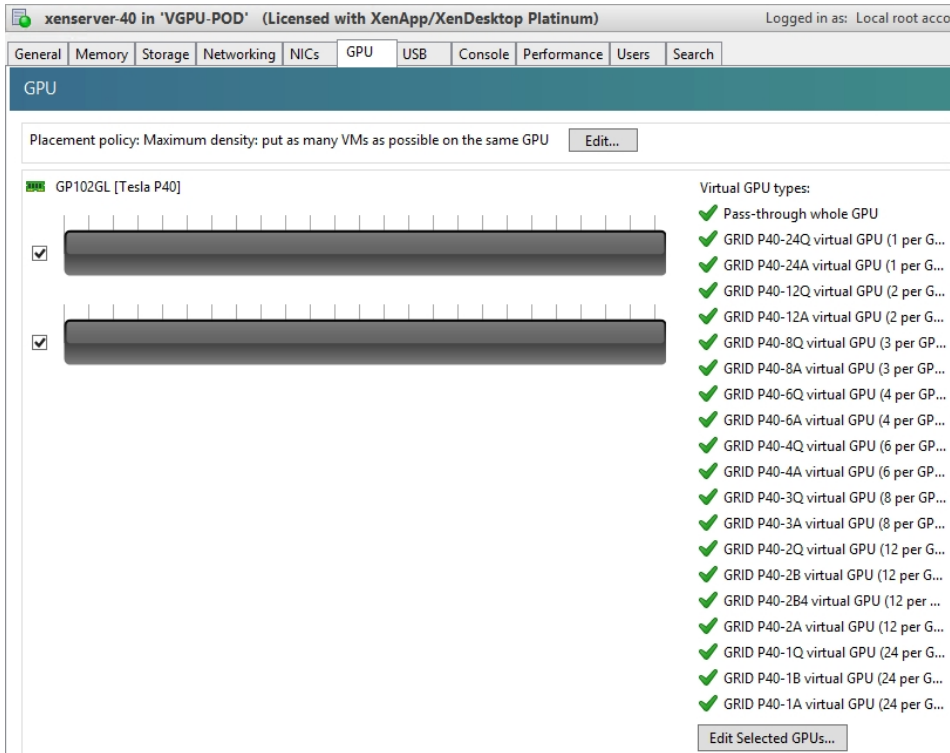 xenserver-40 in 'VGPU-POD' (Licensed with XenApp/XenDesktop Platinum) Logged in as: Local root acco
General Memory Storage Networking NICs GPU USB Console Performance Users Search
GPU
Placement policy: Maximum density: put as many VMs as possible on the same GPU Edit...
GP102GL [Tesla P40]
Virtual GPU types:
Pass-through whole GPU
GRID P40-24Q virtual GPU (1 per G...
GRID P40-24A virtual GPU (1 per G...
GRID P40-12Q virtual GPU (2 per G...
GRID P40-12A virtual GPU (2 per G...
GRID P40-8Q virtual GPU (3 per GP...
GRID P40-8A virtual GPU (3 per GP...
GRID P40-6Q virtual GPU (4 per GP...
GRID P40-6A virtual GPU (4 per GP...
GRID P40-4Q virtual GPU (6 per GP...
GRID P40-4A virtual GPU (6 per GP...
GRID P40-3Q virtual GPU (8 per GP...
GRID P40-3A virtual GPU (8 per GP...
GRID P40-2Q virtual GPU (12 per G...
GRID P40-2B virtual GPU (12 per G...
GRID P40-2B4 virtual GPU (12 per ...
GRID P40-2A virtual GPU (12 per G...
GRID P40-1Q virtual GPU (24 per G...
GRID P40-1B virtual GPU (24 per G...
GRID P40-1A virtual GPU (24 per G...
Edit Selected GPUs...